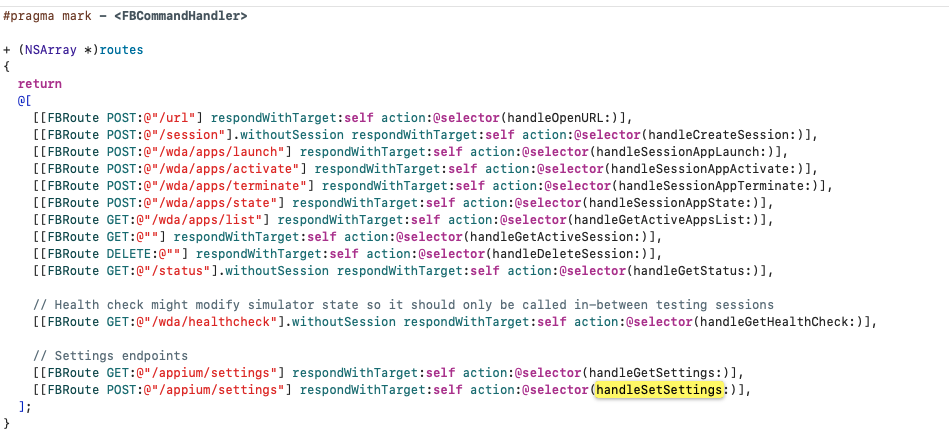 #pragma mark – <FBCommandHandler>
+ (NSArray *)routes
{
return
@[
[[FBRoute POST:@"/url"] respondWithTarget:self action:@selector(handleOpenURL:)],
[[FBRoute POST:@"/session"].withoutSession respondWithTarget:self action:@selector(handleCreateSession:)],
[[FBRoute POST:@"/wda/apps/launch"] respondWithTarget:self action:@selector(handleSessionAppLaunch:)],
[[FBRoute POST:@"/wda/apps/activate"] respondWithTarget:self action:@selector(handleSessionAppActivate:)],
[[FBRoute POST:@"/wda/apps/terminate"] respondWithTarget:self action:@selector(handleSessionAppTerminate:)],
[[FBRoute POST:@"/wda/apps/state"] respondWithTarget:self action:@selector(handleSessionAppState:)],
[[FBRoute GET:@"/wda/apps/list"] respondWithTarget:self action:@selector(handleGetActiveAppsList:)],
[[FBRoute GET:@""] respondWithTarget:self action:@selector(handleGetActiveSession:)],
[[FBRoute DELETE:@""] respondWithTarget:self action:@selector(handleDeleteSession:)],
[[FBRoute GET:@"/status"].withoutSession respondWithTarget:self action:@selector(handleGetStatus:)],
// Health check might modify simulator state so it should only be called in-between testing sessions
[[FBRoute GET:@"/wda/healthcheck"].withoutSession respondWithTarget:self action:@selector(handleGetHealthCheck:)],
// Settings endpoints
[[FBRoute GET:@"/appium/settings"] respondWithTarget:self action:@selector(handleGetSettings:)],
[[FBRoute POST:@"/appium/settings"] respondWithTarget:self action:@selector(handleSetSettings:)],
];
}